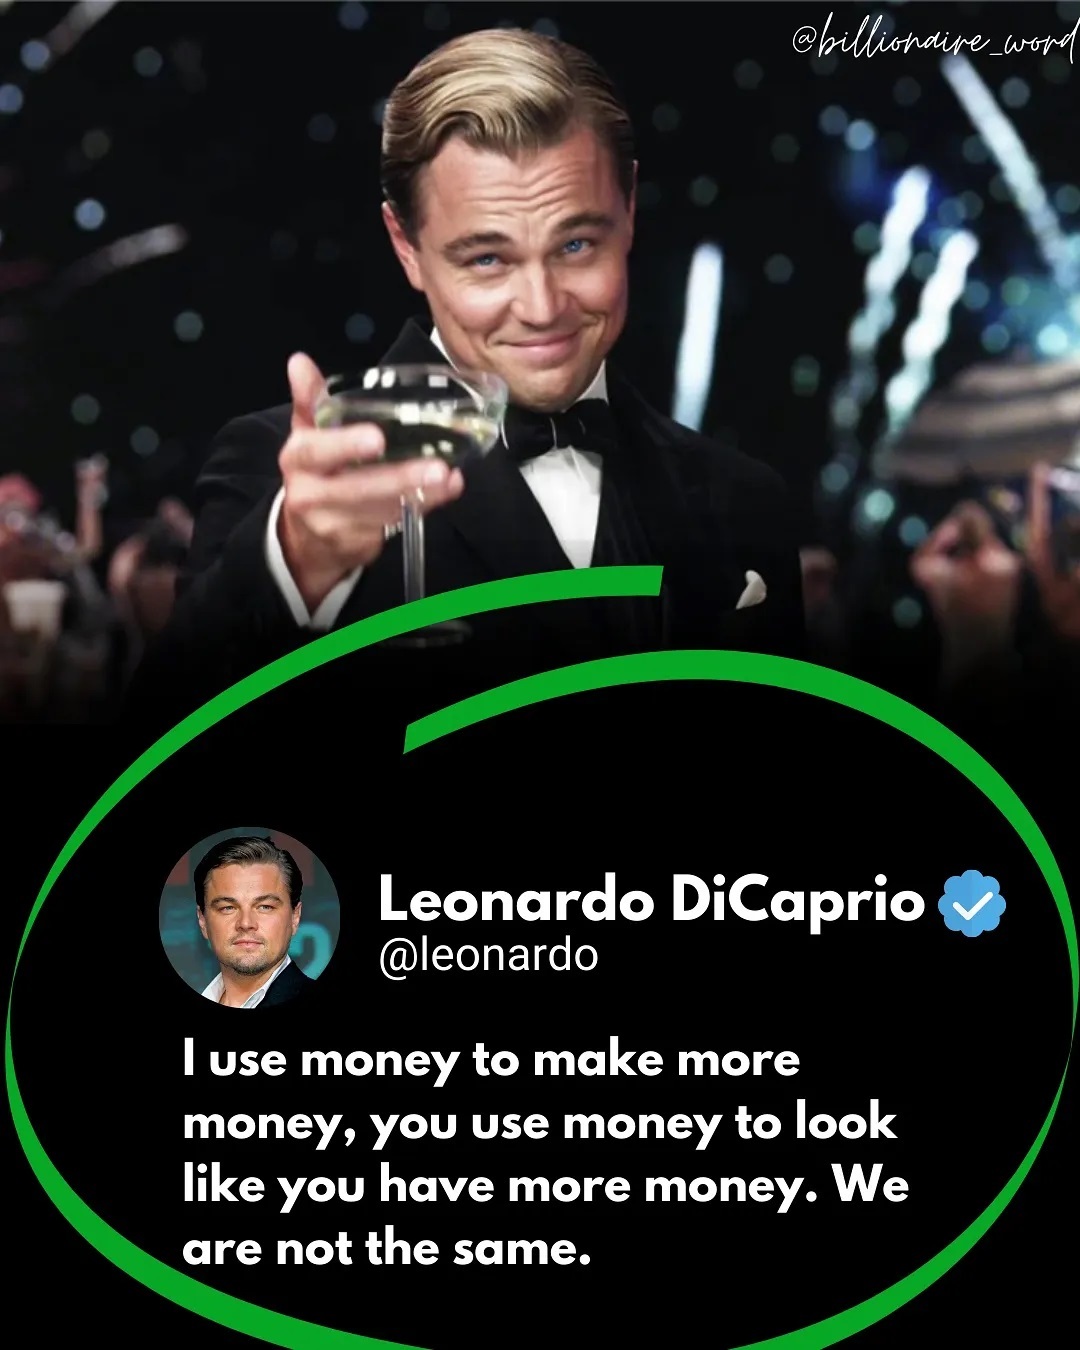 @billionaire_word
Leonardo DiCaprio
@leonardo
I use money to make more
money, you use money to look
like you have more money. We
are not the same.